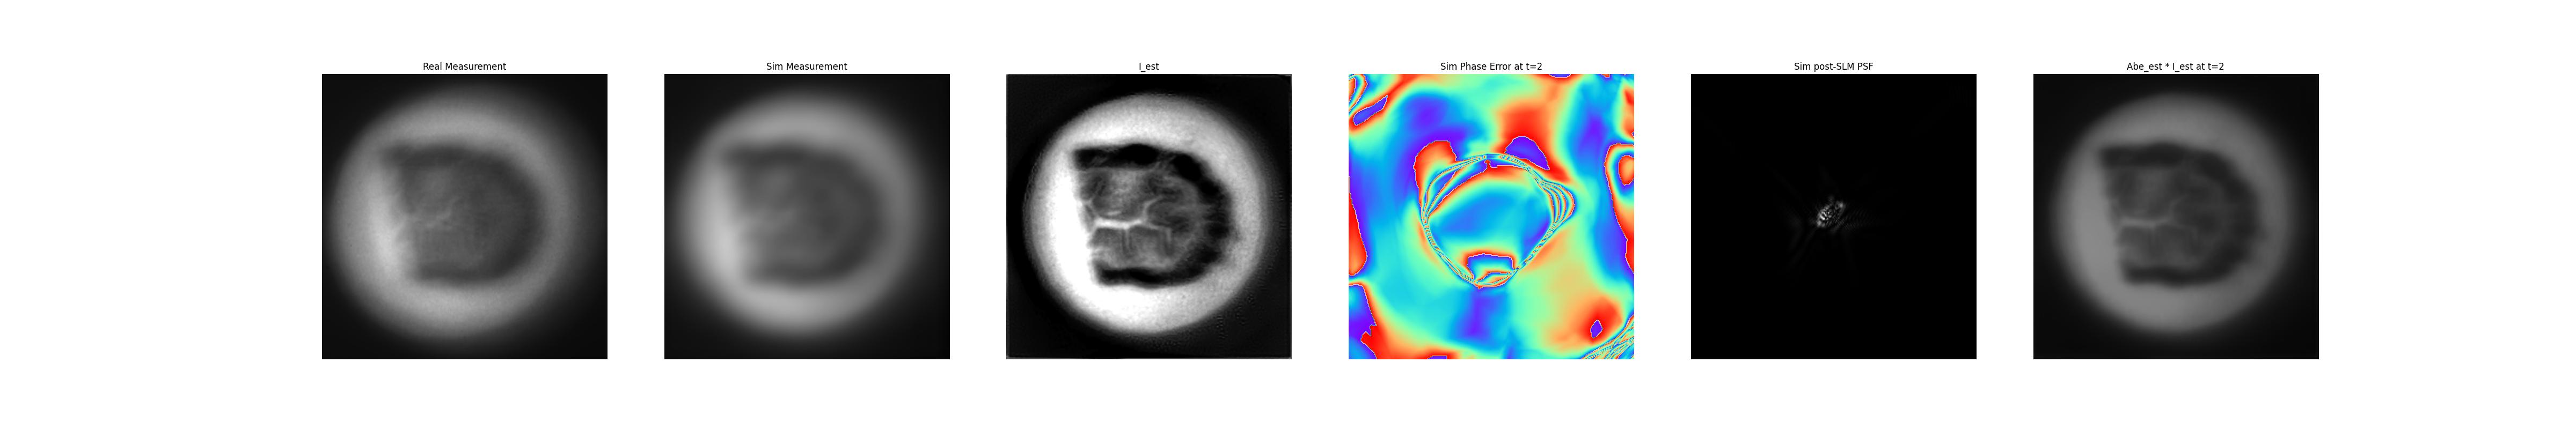 Real Measurement
Sim Measurement
I_est
Sim Phase Error at t=2
Sim post-SLM PSF
Abe_est * I_est at t=2